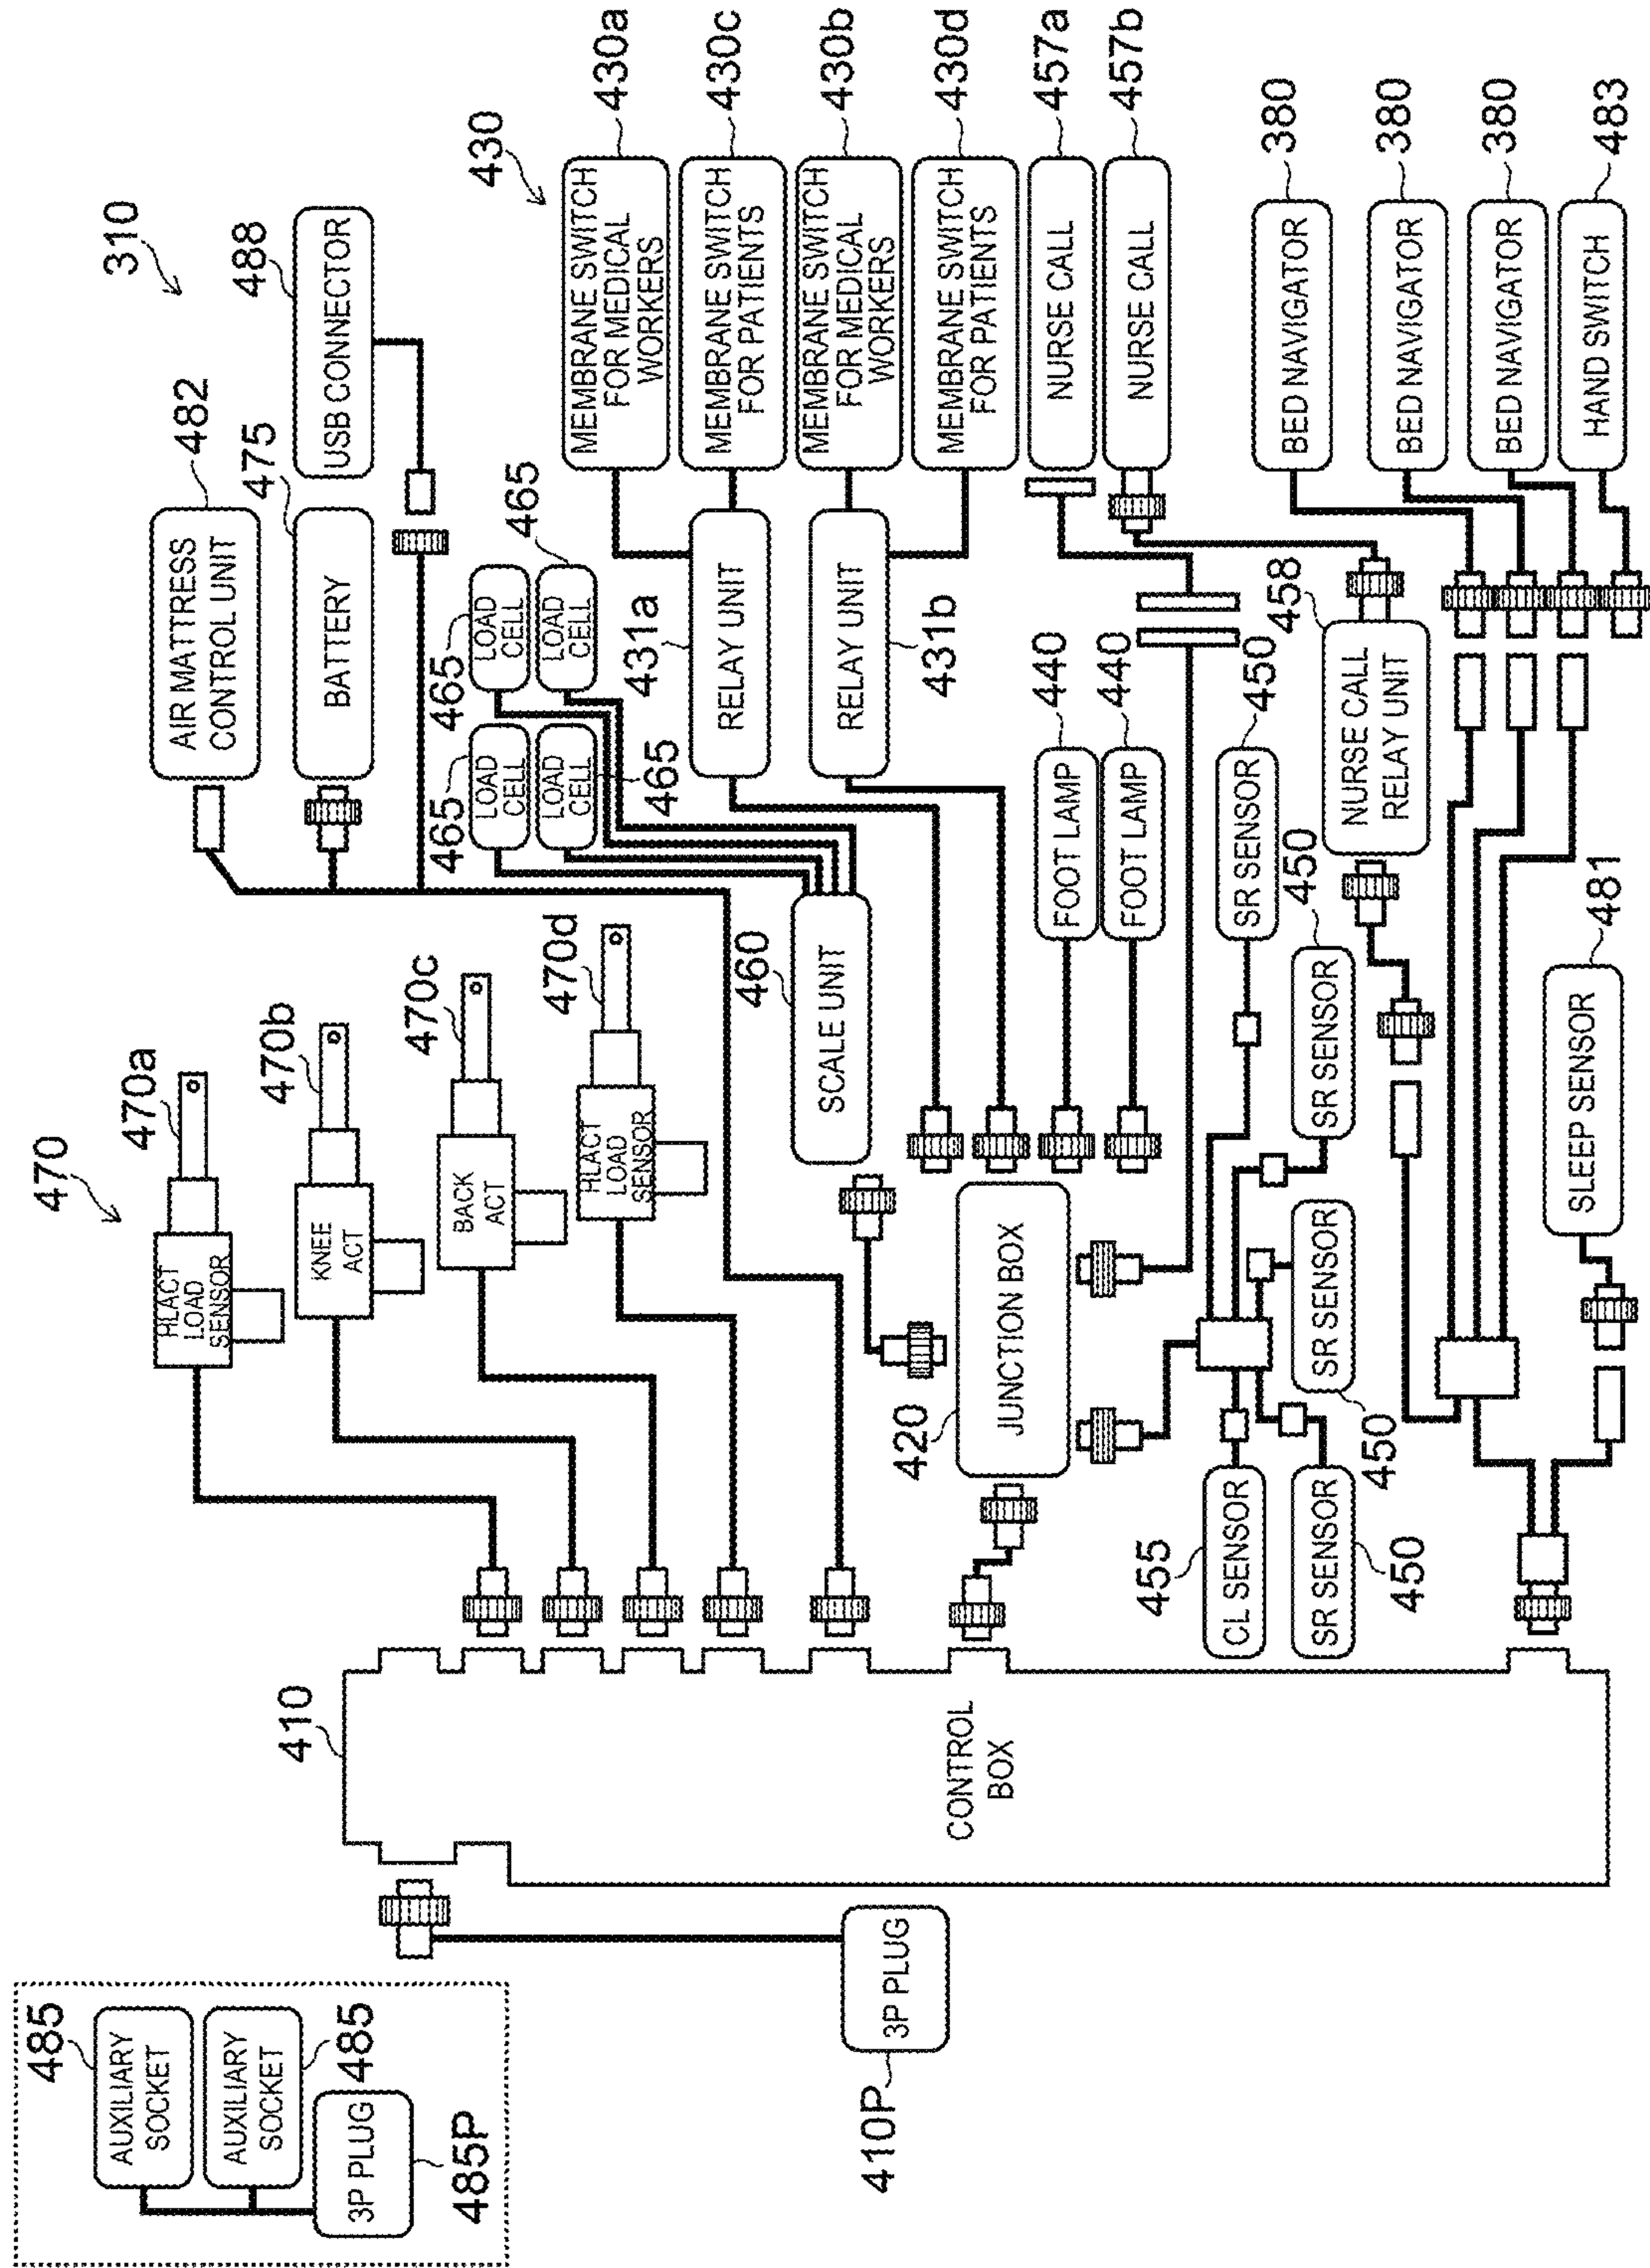 310
470
470a
HLACT
LOAD
SENSOR
470b
KNEE
ACT
470c
BACK
ACT
470d
HLACT
LOAD
SENSOR
AIR MATTRESS
CONTROL UNIT
482
BATTERY
475
USB CONNECTOR
488
465
LOAD
CELL
LOAD
CELL
465
465
LOAD
CELL
LOAD
CELL
465
460
SCALE UNIT
430
MEMBRANE SWITCH
FOR MEDICAL
WORKERS
430a
MEMBRANE SWITCH
FOR PATIENTS
430c
MEMBRANE SWITCH
FOR MEDICAL
WORKERS
430b
MEMBRANE SWITCH
FOR PATIENTS
430d
RELAY UNIT
431a
RELAY UNIT
431b
NURSE CALL
457a
NURSE CALL
457b
FOOT LAMP
440
FOOT LAMP
440
420
JUNCTION BOX
SR SENSOR
450
SR SENSOR
450
SR SENSOR
450
SR SENSOR
450
CL SENSOR
455
NURSE CALL
RELAY UNIT
458
BED NAVIGATOR
380
BED NAVIGATOR
380
BED NAVIGATOR
380
HAND SWITCH
483
SLEEP SENSOR
481
410
CONTROL
BOX
3P PLUG
410P
AUXILIARY
SOCKET
485
AUXILIARY
SOCKET
485
3P PLUG
485P